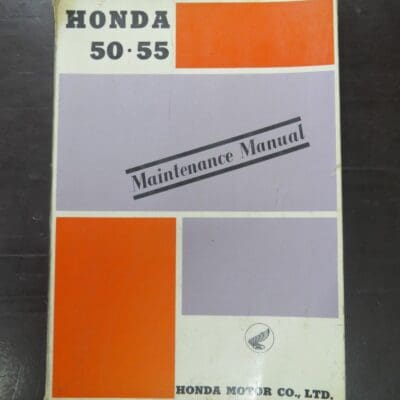 HONDA
50·55
Maintenance Manual
HONDA MOTOR CO., LTD.